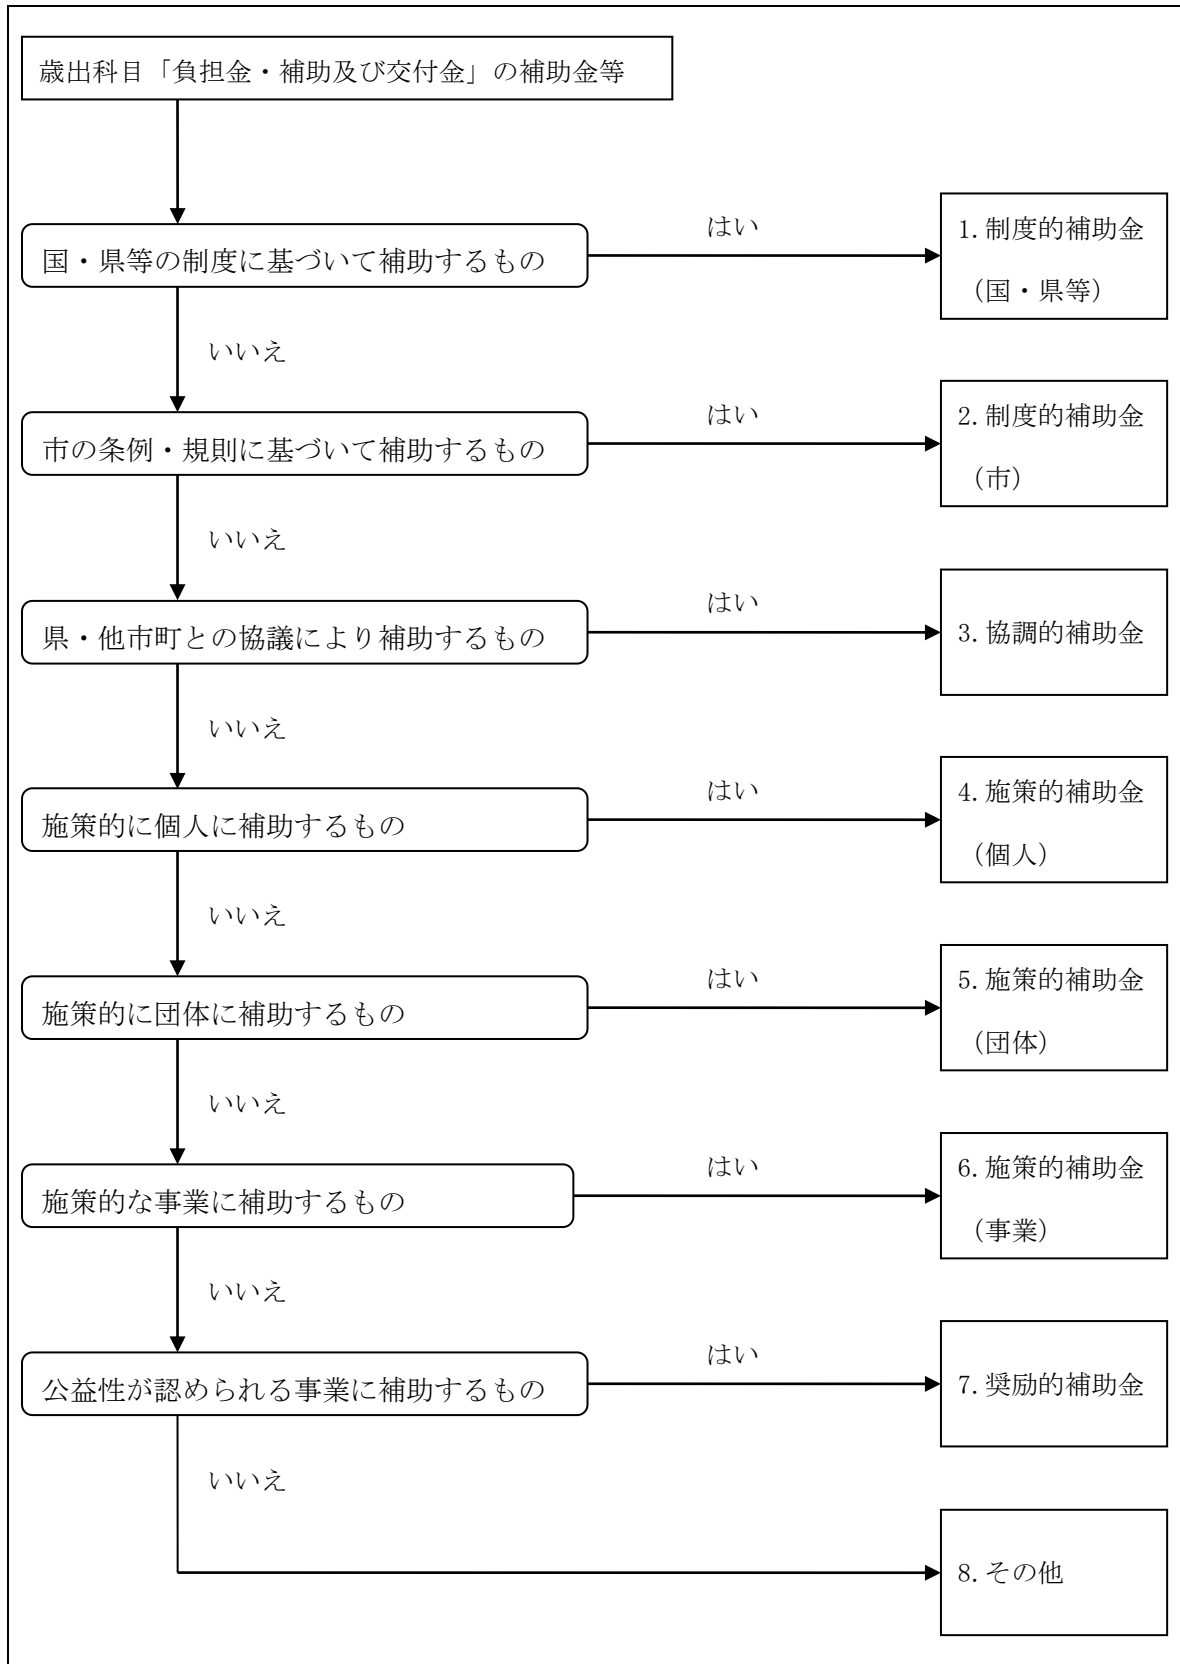 歳出科目「負担金・補助及び交付金」の補助金等
国・県等の制度に基づいて補助するもの
はい
1.制度的補助金
（国・県等）
いいえ
市の条例・規則に基づいて補助するもの
はい
2.制度的補助金
（市）
いいえ
県・他市町との協議により補助するもの
はい
3.協調的補助金
いいえ
施策的に個人に補助するもの
はい
4.施策的補助金
（個人）
いいえ
施策的に団体に補助するもの
はい
5.施策的補助金
（団体）
いいえ
施策的な事業に補助するもの
はい
6.施策的補助金
（事業）
いいえ
公益性が認められる事業に補助するもの
はい
7.奨励的補助金
いいえ
8.その他